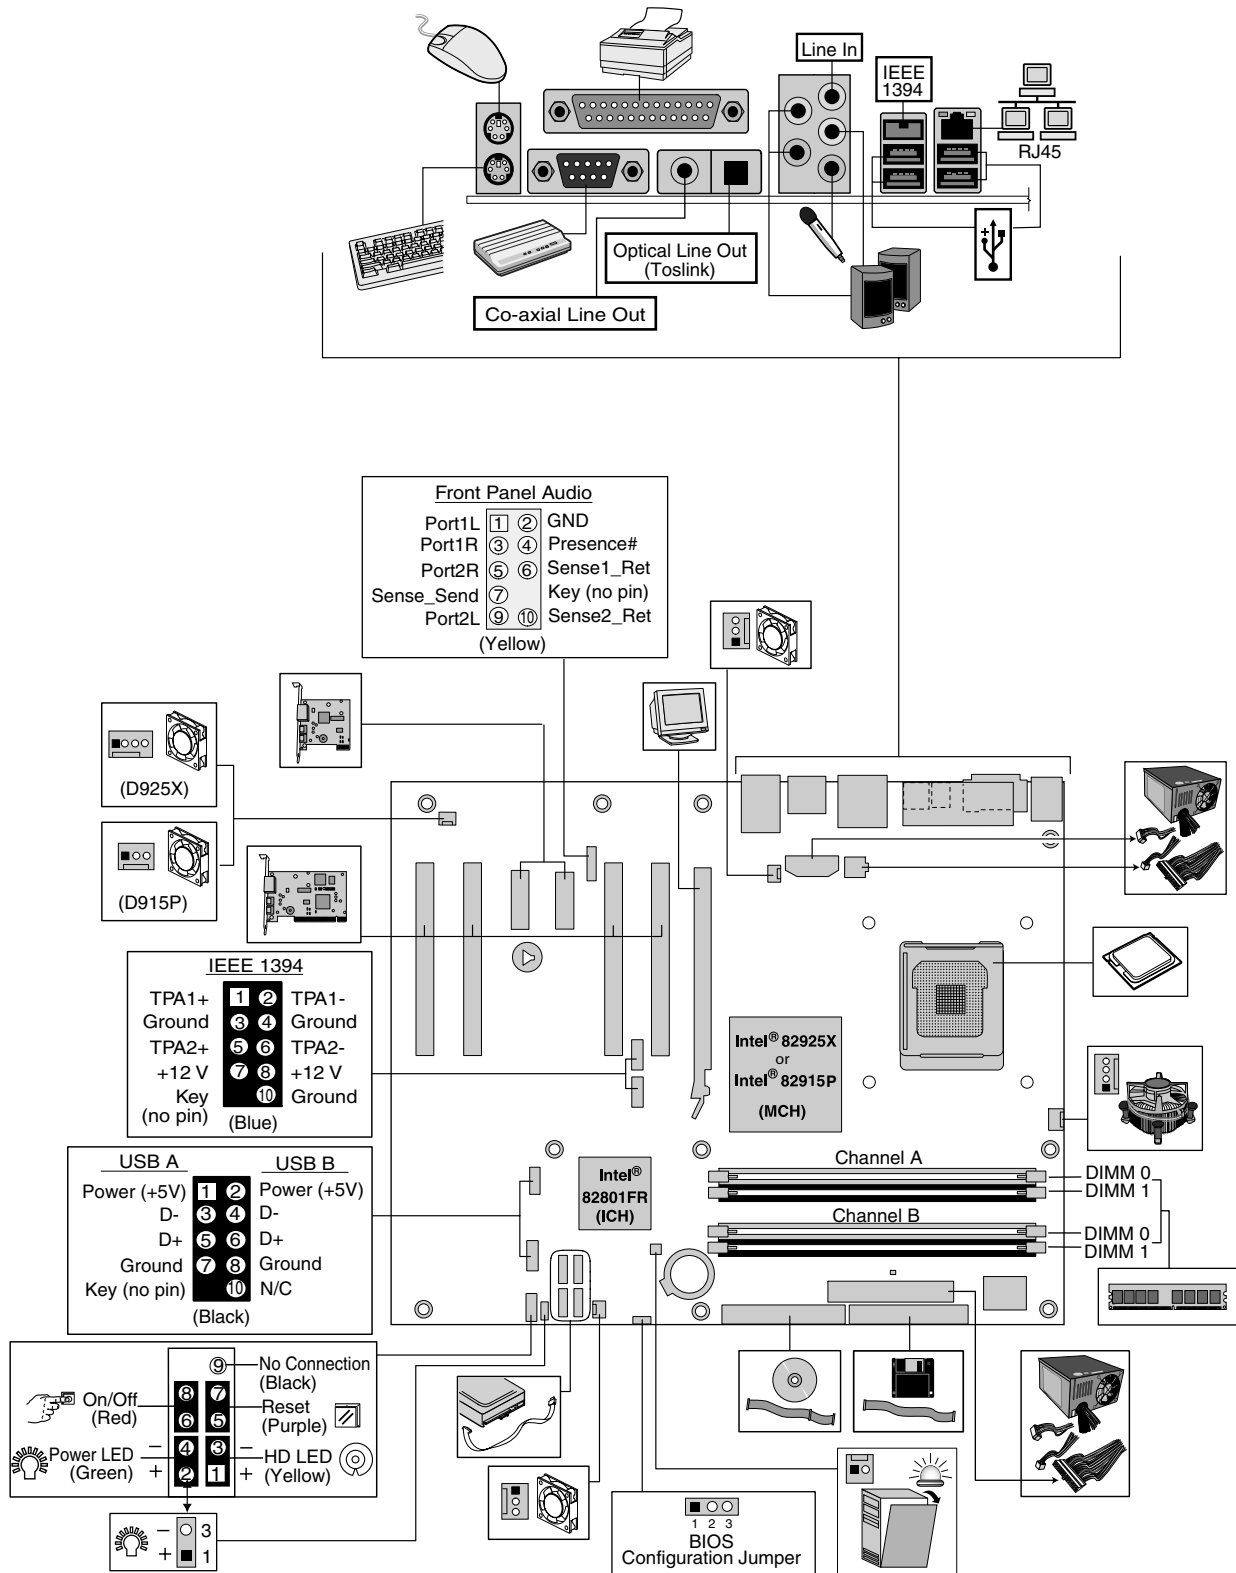 Line In
IEEE
1394
RJ45
Optical Line Out
(Toslink)
Co-axial Line Out
Front Panel Audio
Port1L 1 2 GND
Port1R 3 4 Presence#
Port2R 5 6 Sense1_Ret
Sense_Send 7 Key (no pin)
Port2L 9 10 Sense2_Ret
(Yellow)
(D925X)
(D915P)
IEEE 1394
TPA1+ 1 2 TPA1-
Ground 3 4 Ground
TPA2+ 5 6 TPA2-
+12 V 7 8 +12 V
Key 10 Ground
(no pin)
(Blue)
Intel® 82925X
or
Intel® 82915P
(MCH)
USB A USB B
Power (+5V) 1 2 Power (+5V)
D- 3 4 D-
D+ 5 6 D+
Ground 7 8 Ground
Key (no pin) 10 N/C
(Black)
Intel®
82801FR
(ICH)
Channel A
DIMM 0
DIMM 1
Channel B
DIMM 0
DIMM 1
9 No Connection
(Black)
On/Off 8 7 Reset
(Red) 6 5 (Purple)
Power LED − 4 3 − HD LED
(Green) + 2 1 + (Yellow)
− 3
+ 1
1 2 3
BIOS
Configuration Jumper